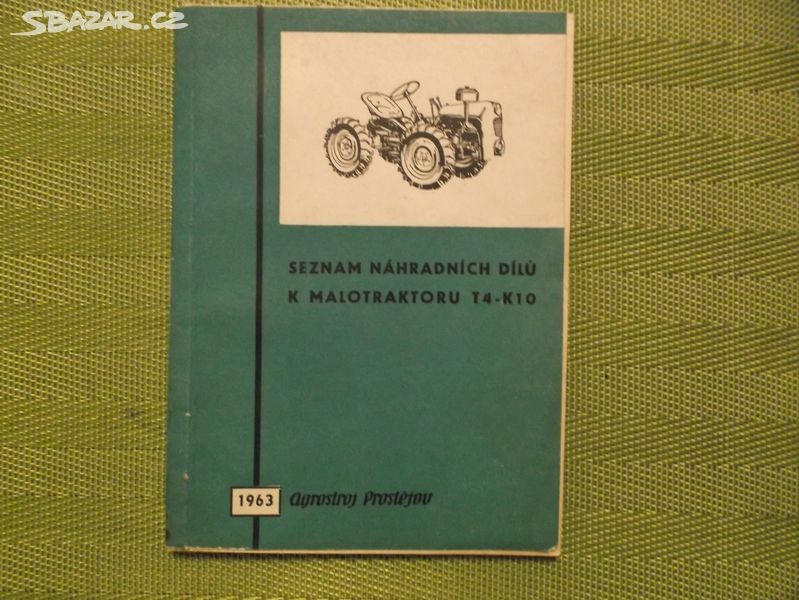 SBAZAR.CZ
SEZNAM NÁHRADNÍCH DÍLŮ
K MALOTRAKTORU T4-K10
1963 Agrostroj Prostějov